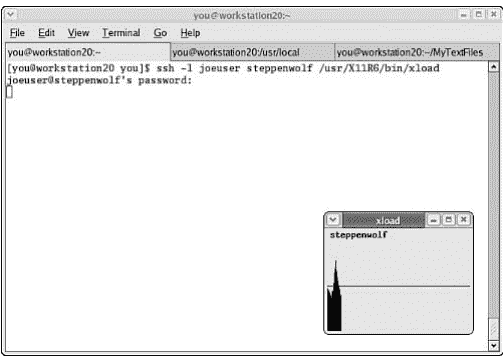 you@workstation20:~
File Edit View Terminal Go Help
you@workstation20:~ you@workstation20:/usr/local you@workstation20:~/MyTextFiles
[you@workstation20 you]$ ssh -l joeuser steppenwolf /usr/X11R6/bin/xload
joeuser@steppenwolf's password:
xload
steppenwolf